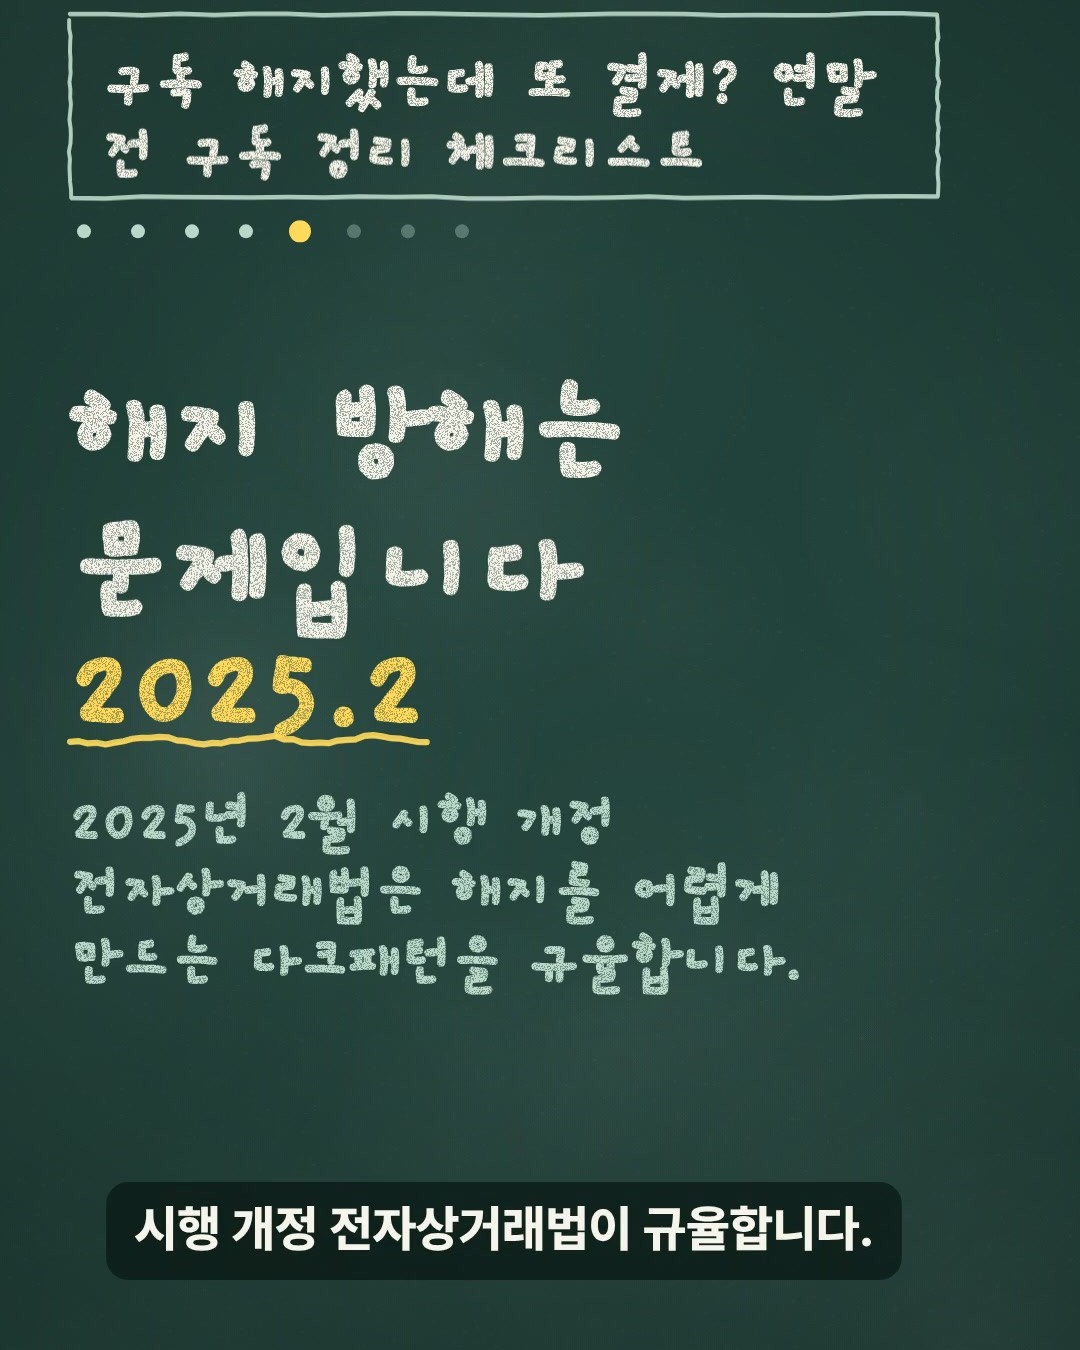 구독 해지했는데 또 결제? 연말
전 구독 정리 체크리스트
해지 방해는
문제입니다
2025.2
2025년 2월 시행 개정
전자상거래법은 해지를 어렵게
만드는 다크패턴을 규율합니다.
시행 개정 전자상거래법이 규율합니다.